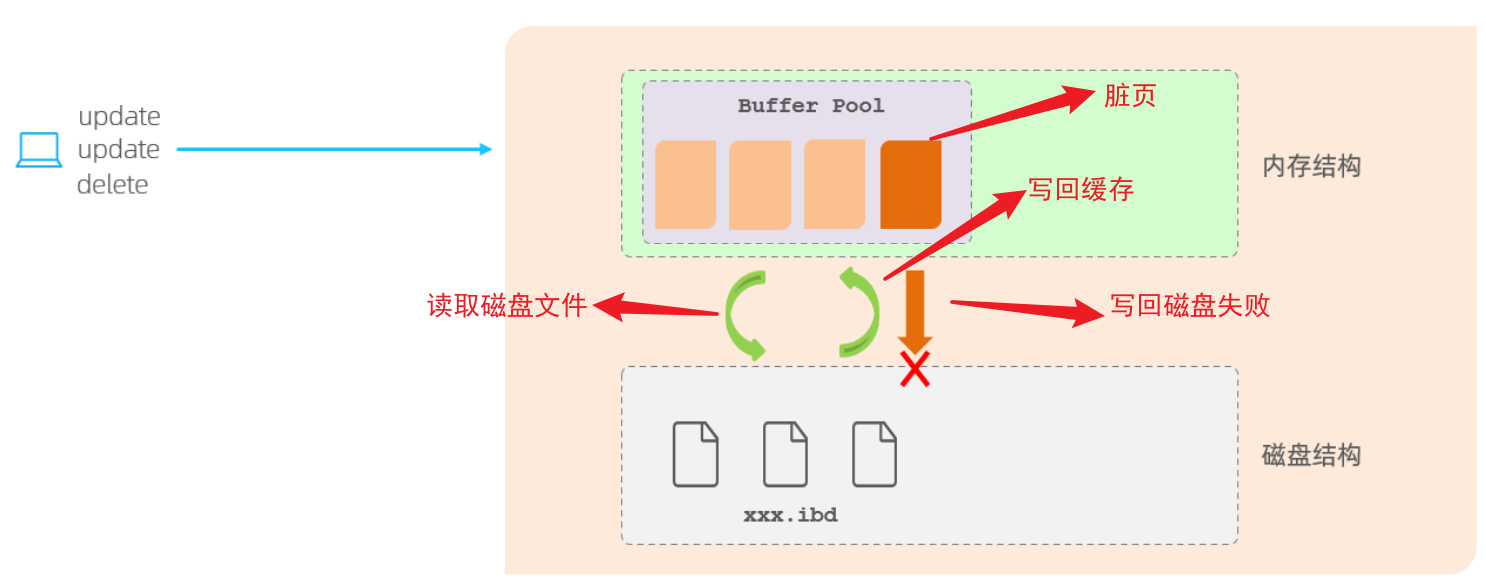 update
update
delete
Buffer Pool
脏页
内存结构
写回缓存
读取磁盘文件
写回磁盘失败
磁盘结构
xxx.ibd